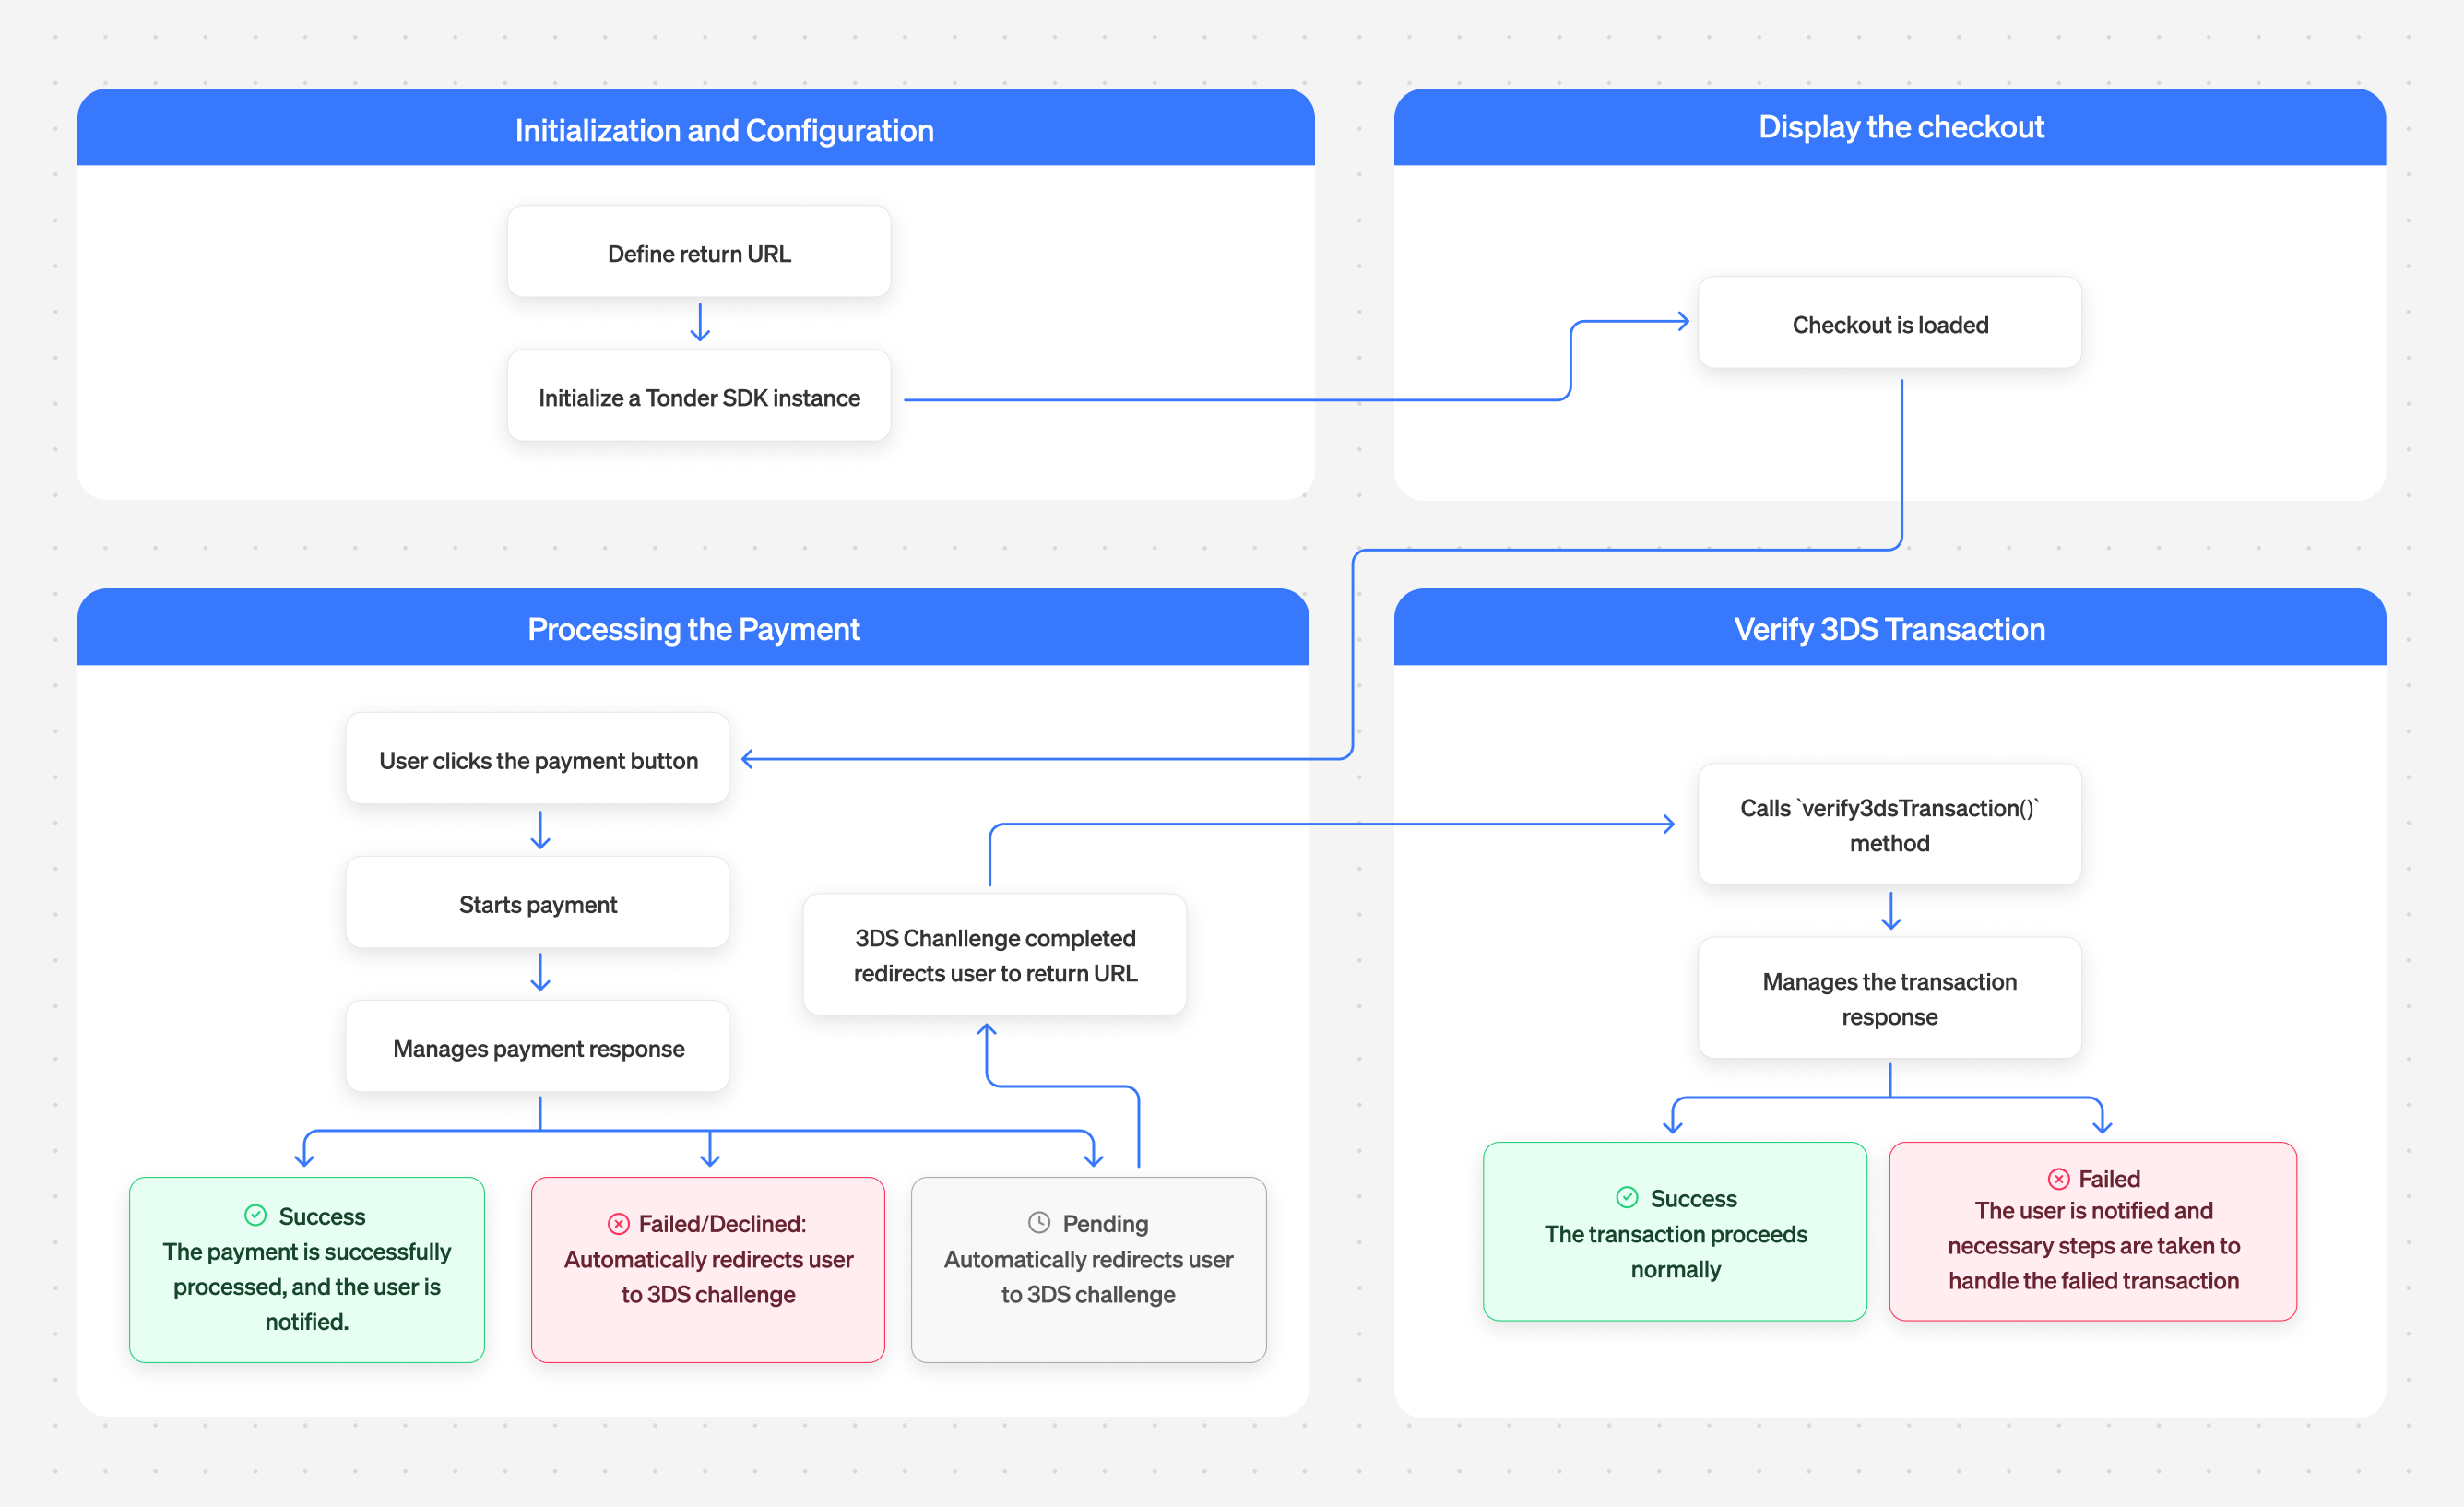 Initialization and Configuration
Define return URL
Initialize a Tonder SDK instance
Display the checkout
Checkout is loaded
Processing the Payment
User clicks the payment button
Starts payment
Manages payment response
3DS Chanllenge completed
redirects user to return URL
Success
The payment is successfully
processed, and the user is
notified.
Failed/Declined:
Automatically redirects user
to 3DS challenge
Pending
Automatically redirects user
to 3DS challenge
Verify 3DS Transaction
Calls `verify3dsTransaction()`
method
Manages the transaction
response
Success
The transaction proceeds
normally
Failed
The user is notified and
necessary steps are taken to
handle the falied transaction